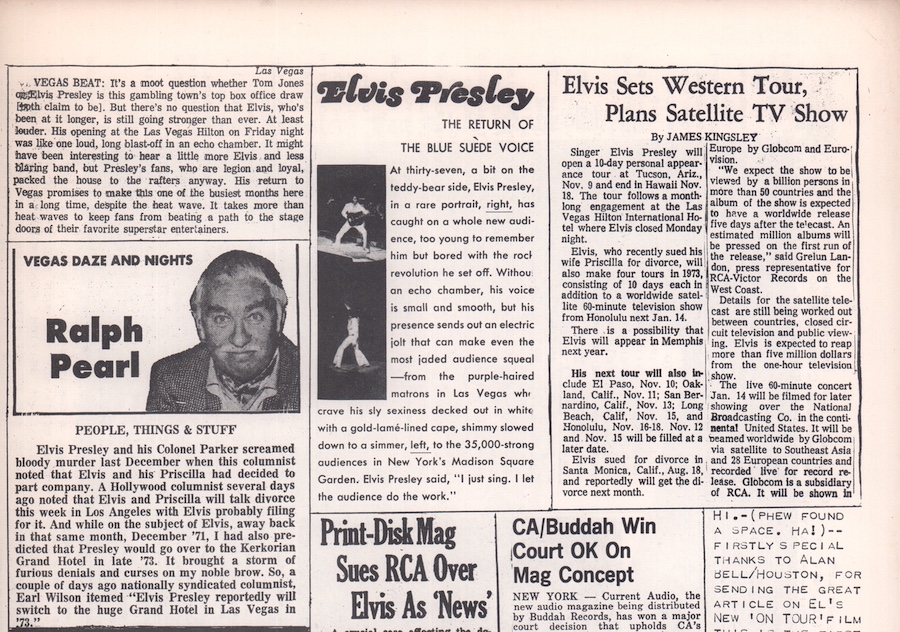 Las Vegas
VEGAS BEAT: It's a moot question whether Tom Jones
Elvis Presley is this gambling town's top box office draw
[both claim to be]. But there's no question that Elvis, who's
been at it longer, is still going stronger than ever. At least
louder. His opening at the Las Vegas Hilton on Friday night
was like one loud, long blast-off in an echo chamber. It might
have been interesting to hear a little more Elvis and less
blaring band, but Presley's fans, who are legion and loyal,
packed the house to the rafters anyway. His return to
Vegas promises to make this one of the busiest months here
in a long time, despite the heat wave. It takes more than
heat waves to keep fans from beating a path to the stage
doors of their favorite superstar entertainers.
VEGAS DAZE AND NIGHTS
Ralph
Pearl
PEOPLE, THINGS & STUFF
Elvis Presley and his Colonel Parker screamed
bloody murder last December when this columnist
noted that Elvis and his Priscilla had decided to
part company. A Hollywood columnist several days
ago noted that Elvis and Priscilla will talk divorce
this week in Los Angeles with Elvis probably filing
for it. And while on the subject of Elvis, away back
in that same month, December '71, I had also pre-
dicted that Presley would go over to the Kerkorian
Grand Hotel in late '73. It brought a storm of
furious denials and curses on my noble brow. So, a
couple of days ago nationally syndicated columnist,
Earl Wilson itemed "Elvis Presley reportedly will
switch to the huge Grand Hotel in Las Vegas in
'73."
Elvis Presley
THE RETURN OF
THE BLUE SUÈDE VOICE
At thirty-seven, a bit on the
teddy-bear side, Elvis Presley,
in a rare portrait, right, has
caught on a whole new audi-
ence, too young to remember
him but bored with the rock
revolution he set off. Without
an echo chamber, his voice
is small and smooth, but his
presence sends out an electric
jolt that can make even the
most jaded audience squeal
—from the purple-haired
matrons in Las Vegas who
crave his sly sexiness decked out in white
with a gold-lamé-lined cape, shimmy slowed
down to a simmer, left, to the 35,000-strong
audiences in New York's Madison Square
Garden. Elvis Presley said, "I just sing. I let
the audience do the work."
Elvis Sets Western Tour,
Plans Satellite TV Show
By JAMES KINGSLEY
Singer Elvis Presley will
open a 10-day personal appear-
ance tour at Tucson, Ariz.,
Nov. 9 and end in Hawaii Nov.
18. The tour follows a month-
long engagement at the Las
Vegas Hilton International Ho-
tel where Elvis closed Monday
night.
Elvis, who recently sued his
wife Priscilla for divorce, will
also make four tours in 1973,
consisting of 10 days each in
addition to a worldwide satel-
lite 60-minute television show
from Honolulu next Jan. 14.
There is a possibility that
Elvis will appear in Memphis
next year.
His next tour will also in-
clude El Paso, Nov. 10; Oak-
land, Calif., Nov. 11; San Ber-
nardino, Calif., Nov. 13; Long
Beach, Calif, Nov. 15, and
Honolulu, Nov. 16-18. Nov. 12
and Nov. 15 will be filled at a
later date.
Elvis sued for divorce in
Santa Monica, Calif., Aug. 18,
and reportedly will get the di-
vorce next month.
Europe by Globcom and Euro-
vision.
"We expect the show to be
viewed by a billion persons in
more than 50 countries and the
album of the show is expected
to have a worldwide release
five days after the telecast. An
estimated million albums will
be pressed on the first run of
the release," said Grelun Lan-
don, press representative for
RCA-Victor Records on the
West Coast.
Details for the satellite tele-
cast are still being worked out
between countries, closed cir-
cuit television and public view-
ing. Elvis is expected to reap
more than five million dollars
from the one-hour television
show.
The live 60-minute concert
Jan. 14 will be filmed for later
showing over the National
Broadcasting Co. in the conti-
nental United States. It will be
beamed worldwide by Globcom
via satellite to Southeast Asia
and 28 European countries and
recorded live for record re-
lease. Globcom is a subsidiary
of RCA. It will be shown in
Print-Disk Mag
Sues RCA Over
Elvis As 'News'
CA/Buddah Win
Court OK On
Mag Concept
NEW YORK — Current Audio, the
new audio magazine being distributed
by Buddah Records, has won a major
court decision that upholds CA's
HI.-(PHEW FOUND
A SPACE. HA!)--
FIRSTLY SPECIAL
THANKS TO ALAN
BELL/HOUSTON, FOR
SENDING THE GREAT
ARTICLE ON EL'S
NEW 'ON TOUR' FILM